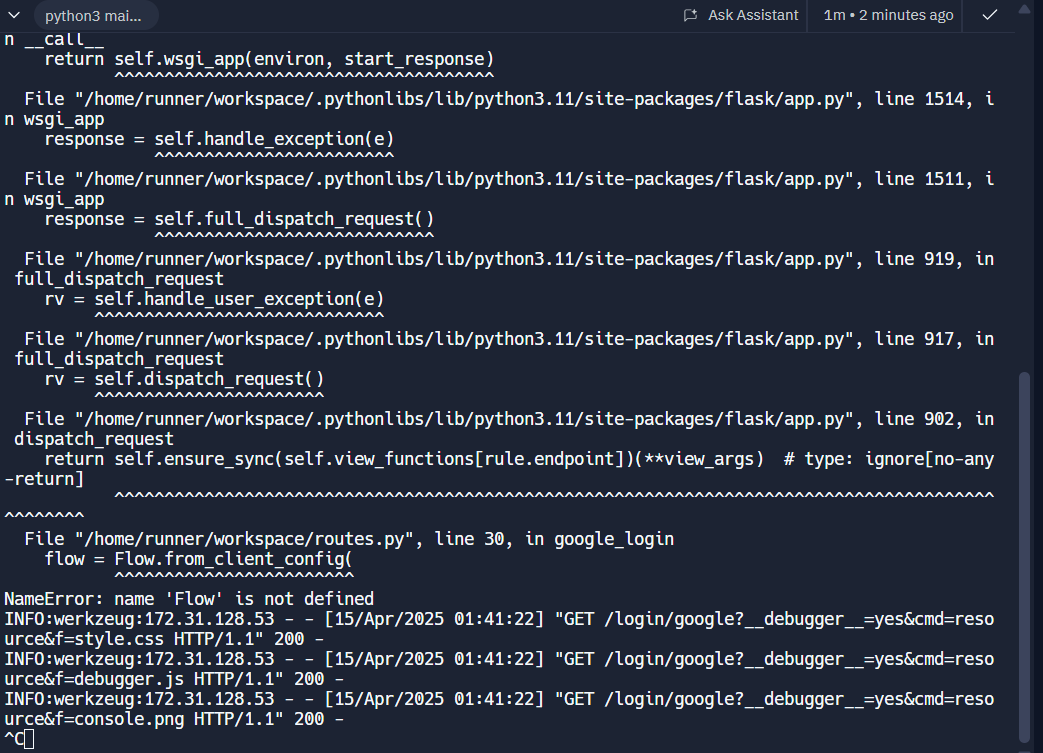 python3 mai...
Ask Assistant
1m • 2 minutes ago
n __call__
    return self.wsgi_app(environ, start_response)
           ^^^^^^^^^^^^^^^^^^^^^^^^^^^^^^^^^^^^^^
  File "/home/runner/workspace/.pythonlibs/lib/python3.11/site-packages/flask/app.py", line 1514, i
n wsgi_app
    response = self.handle_exception(e)
               ^^^^^^^^^^^^^^^^^^^^^^^^
  File "/home/runner/workspace/.pythonlibs/lib/python3.11/site-packages/flask/app.py", line 1511, i
n wsgi_app
    response = self.full_dispatch_request()
               ^^^^^^^^^^^^^^^^^^^^^^^^^^^^
  File "/home/runner/workspace/.pythonlibs/lib/python3.11/site-packages/flask/app.py", line 919, in
 full_dispatch_request
    rv = self.handle_user_exception(e)
         ^^^^^^^^^^^^^^^^^^^^^^^^^^^^^
  File "/home/runner/workspace/.pythonlibs/lib/python3.11/site-packages/flask/app.py", line 917, in
 full_dispatch_request
    rv = self.dispatch_request()
         ^^^^^^^^^^^^^^^^^^^^^^^
  File "/home/runner/workspace/.pythonlibs/lib/python3.11/site-packages/flask/app.py", line 902, in
 dispatch_request
    return self.ensure_sync(self.view_functions[rule.endpoint])(**view_args)  # type: ignore[no-any
-return]
           ^^^^^^^^^^^^^^^^^^^^^^^^^^^^^^^^^^^^^^^^^^^^^^^^^^^^^^^^^^^^^^^^^^^^^^^^^^^^^^^^^^^^^^^^
^^^^^^^^
  File "/home/runner/workspace/routes.py", line 30, in google_login
    flow = Flow.from_client_config(
           ^^^^^^^^^^^^^^^^^^^^^^^^
NameError: name 'Flow' is not defined
INFO:werkzeug:172.31.128.53 - - [15/Apr/2025 01:41:22] "GET /login/google?__debugger__=yes&cmd=reso
urce&f=style.css HTTP/1.1" 200 -
INFO:werkzeug:172.31.128.53 - - [15/Apr/2025 01:41:22] "GET /login/google?__debugger__=yes&cmd=reso
urce&f=debugger.js HTTP/1.1" 200 -
INFO:werkzeug:172.31.128.53 - - [15/Apr/2025 01:41:22] "GET /login/google?__debugger__=yes&cmd=reso
urce&f=console.png HTTP/1.1" 200 -
^C